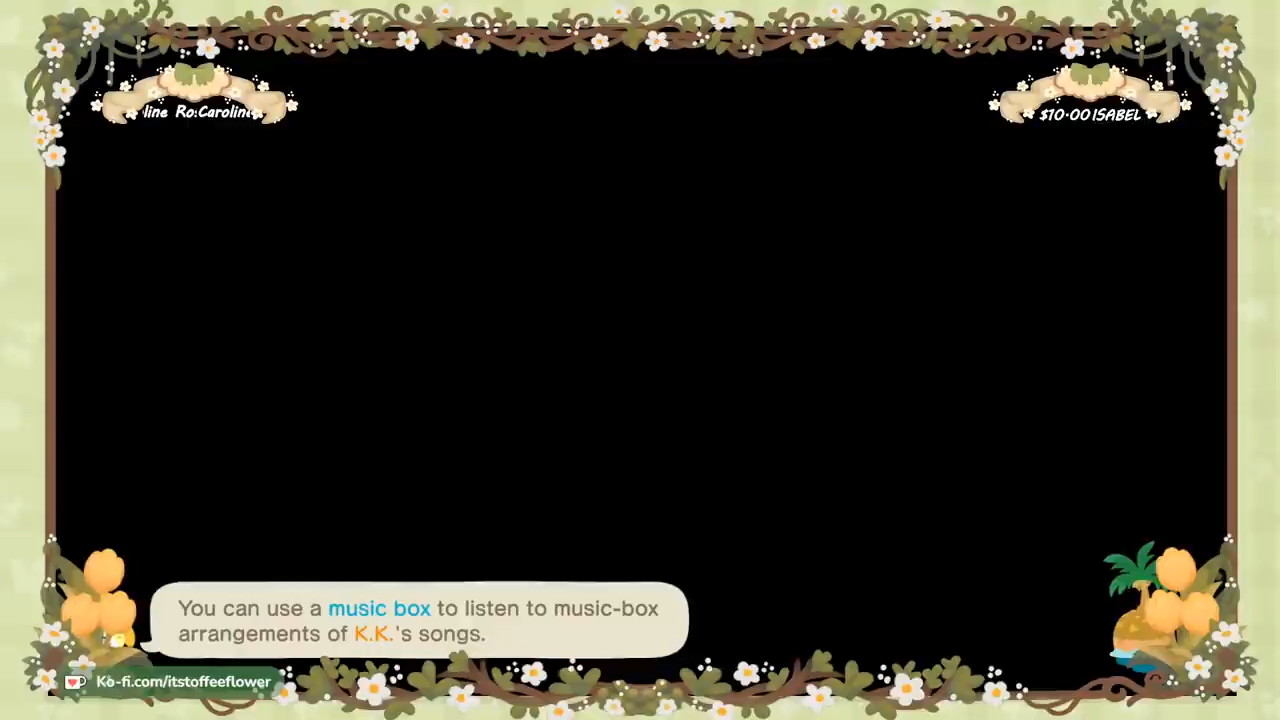 line Ro:Caroline
$10.00 ISABEL
You can use a music box to listen to music-box
arrangements of K.K.'s songs.
Ko-fi.com/itstoffeeflower